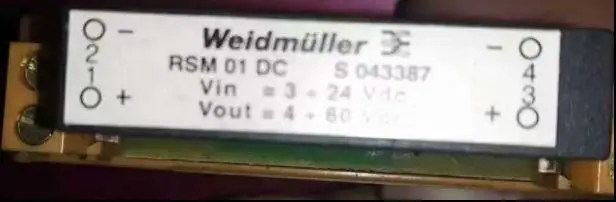 2 - Weidmüller - 4
RSM 01 DC S 043387
1 + Vin = 3 ÷ 24 Vdc + 3
Vout = 4 ÷ 60